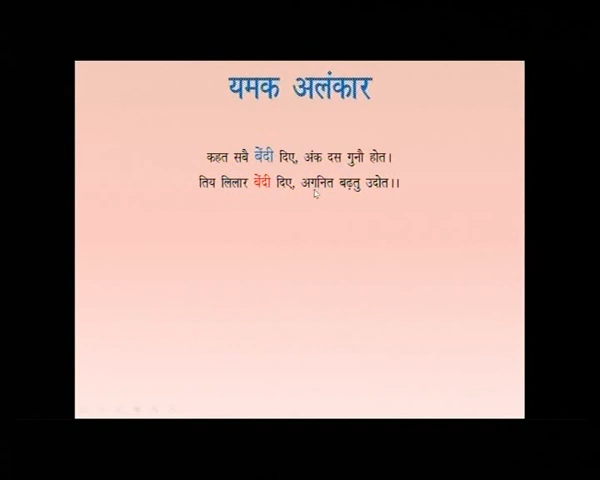 यमक अलंकार
कहत सबै बेंदी दिए, अंक दस गुनौ होत।
तिय लिलार बेंदी दिए, अगनित बढ़तु उदोत।।